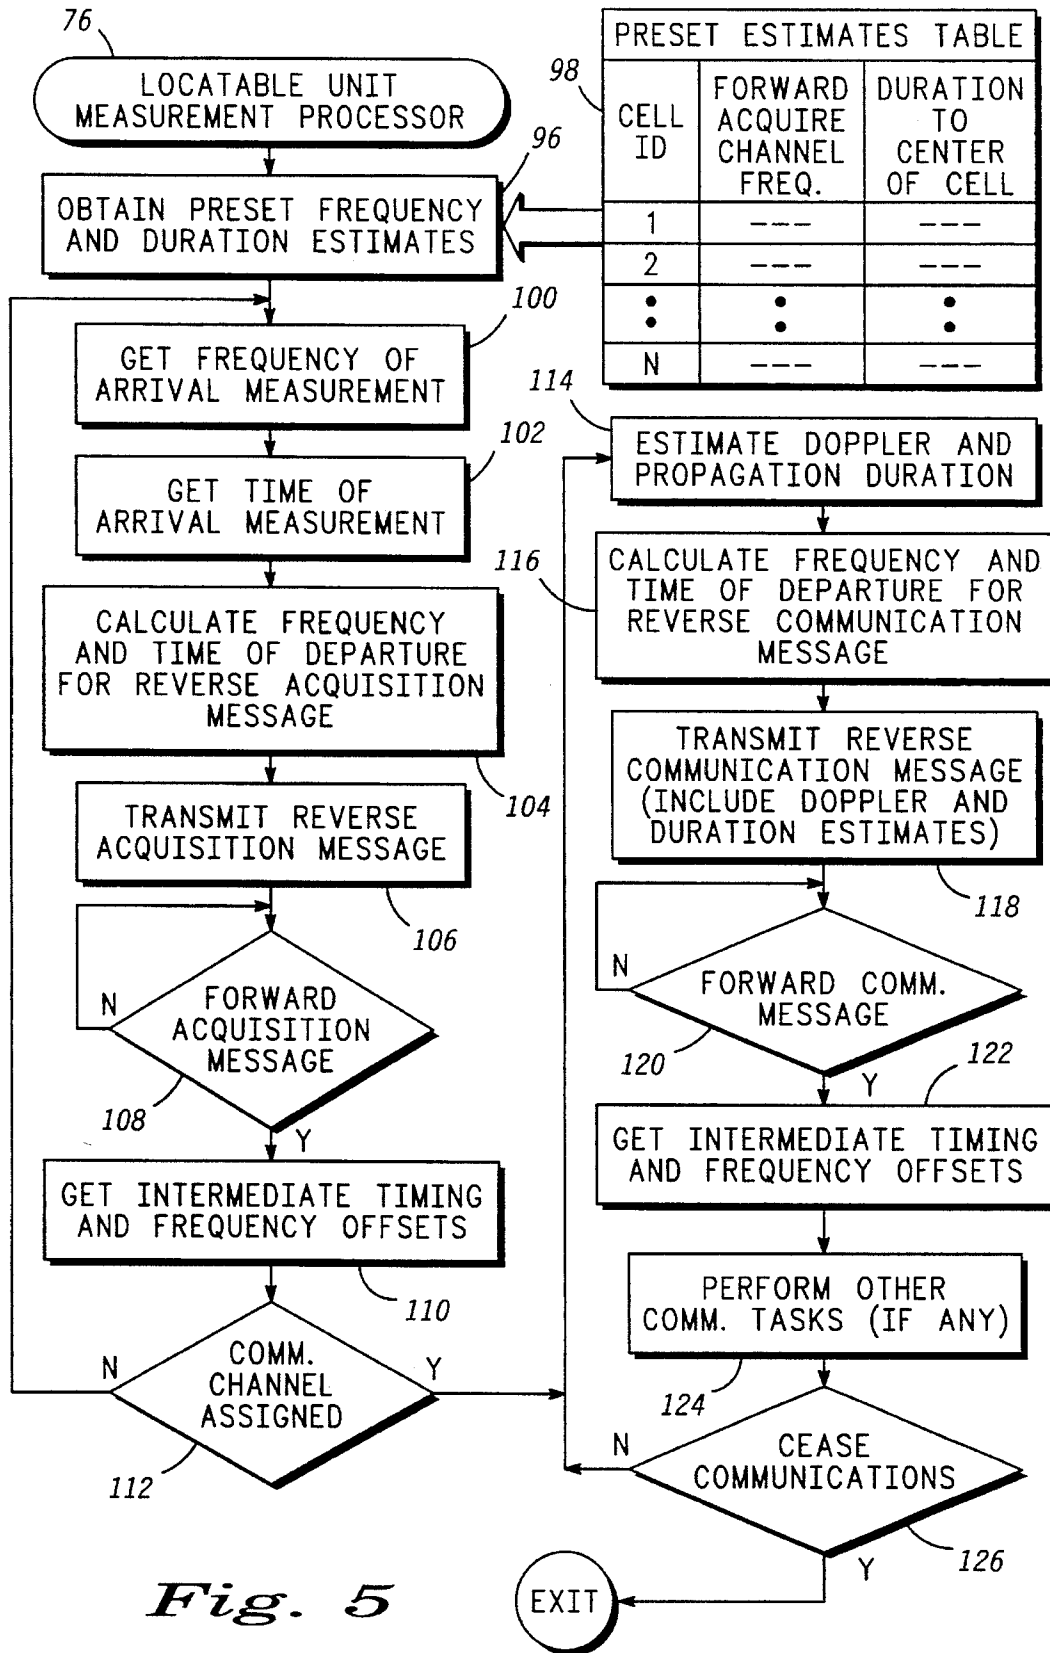 76
LOCATABLE UNIT
MEASUREMENT PROCESSOR
96
OBTAIN PRESET FREQUENCY
AND DURATION ESTIMATES
100
GET FREQUENCY OF
ARRIVAL MEASUREMENT
102
GET TIME OF
ARRIVAL MEASUREMENT
CALCULATE FREQUENCY
AND TIME OF DEPARTURE
FOR REVERSE ACQUISITION
MESSAGE
104
TRANSMIT REVERSE
ACQUISITION MESSAGE
106
N
FORWARD
ACQUISITION
MESSAGE
108
Y
GET INTERMEDIATE TIMING
AND FREQUENCY OFFSETS
110
N
COMM.
CHANNEL
ASSIGNED
Y
112
PRESET ESTIMATES TABLE
98
CELL
ID
FORWARD
ACQUIRE
CHANNEL
FREQ.
DURATION
TO
CENTER
OF CELL
1 --- ---
2 --- ---
N --- ---
114
ESTIMATE DOPPLER AND
PROPAGATION DURATION
116
CALCULATE FREQUENCY AND
TIME OF DEPARTURE FOR
REVERSE COMMUNICATION
MESSAGE
TRANSMIT REVERSE
COMMUNICATION MESSAGE
(INCLUDE DOPPLER AND
DURATION ESTIMATES)
118
N
FORWARD COMM.
MESSAGE
120
Y
122
GET INTERMEDIATE TIMING
AND FREQUENCY OFFSETS
PERFORM OTHER
COMM. TASKS (IF ANY)
124
N
CEASE
COMMUNICATIONS
126
Y
EXIT
Fig. 5